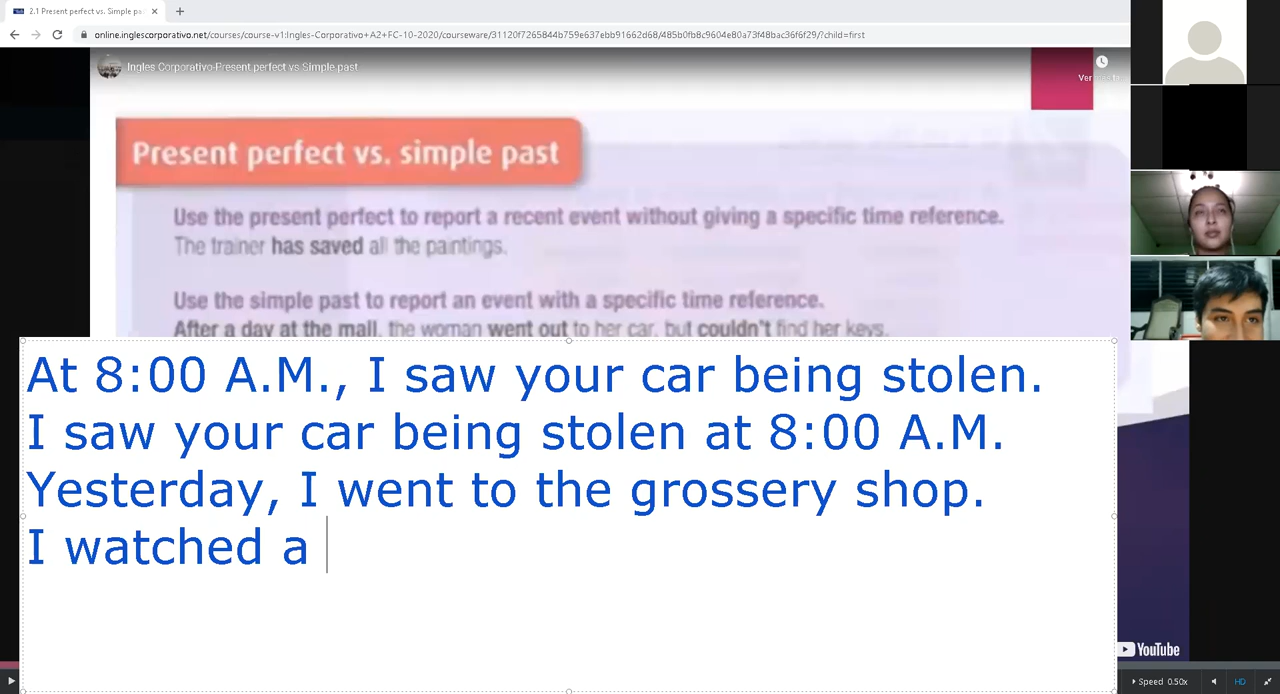 2.1 Present perfect vs. Simple pa
online.inglescorporativo.net/courses/course-v1:Ingles-Corporativo+A2+FC-10-2020/courseware/31120f7265844b759e637ebb91662d68/485b0fb8c9604e80a73f48bac36f6f29/?child=first
Ingles Corporativo-Present perfect vs Simple past
Ver más ta
Present perfect vs. simple past
Use the present perfect to report a recent event without giving a specific time reference.
The trainer has saved all the paintings.
Use the simple past to report an event with a specific time reference.
After a day at the mall, the woman went out to her car, but couldn't find her keys.
At 8:00 A.M., I saw your car being stolen.
I saw your car being stolen at 8:00 A.M.
Yesterday, I went to the grossery shop.
I watched a
YouTube
Speed 0.50x HD